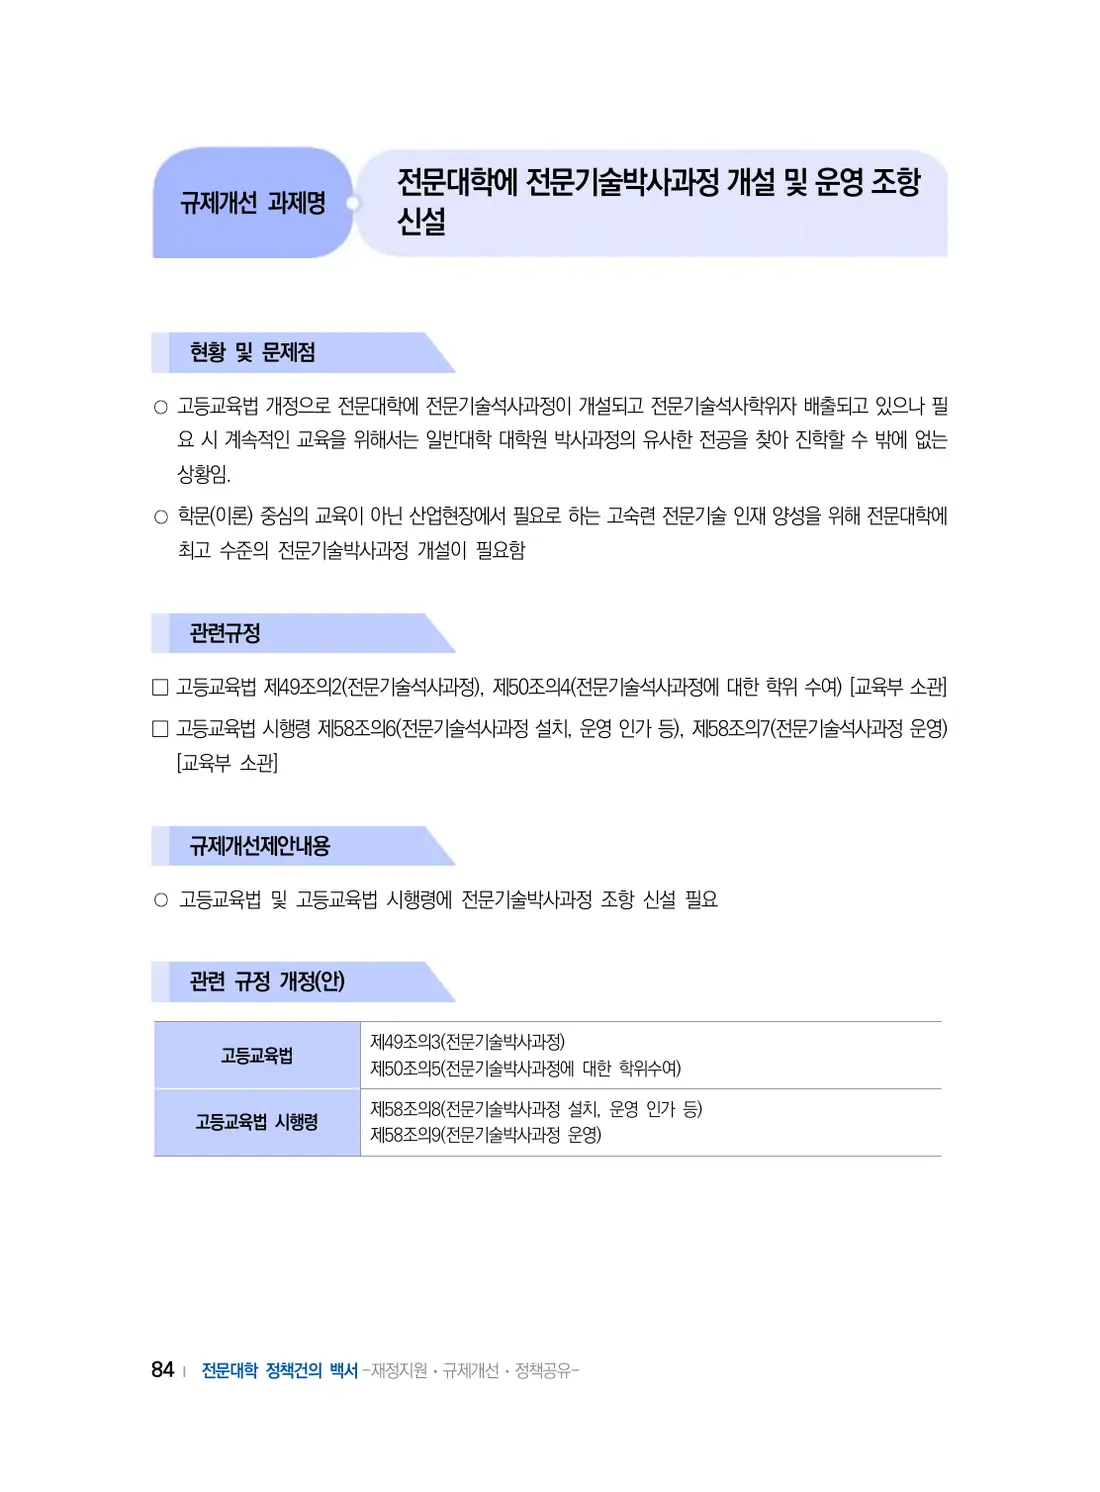 규제개선 과제명
전문대학에 전문기술박사과정 개설 및 운영 조항
신설
현황 및 문제점
○ 고등교육법 개정으로 전문대학에 전문기술석사과정이 개설되고 전문기술석사학위자 배출되고 있으나 필
요 시 계속적인 교육을 위해서는 일반대학 대학원 박사과정의 유사한 전공을 찾아 진학할 수 밖에 없는
상황임.
○ 학문(이론) 중심의 교육이 아닌 산업현장에서 필요로 하는 고숙련 전문기술 인재 양성을 위해 전문대학에
최고 수준의 전문기술박사과정 개설이 필요함
관련규정
□ 고등교육법 제49조의2(전문기술석사과정), 제50조의4(전문기술석사과정에 대한 학위 수여) [교육부 소관]
□ 고등교육법 시행령 제58조의6(전문기술석사과정 설치, 운영 인가 등), 제58조의7(전문기술석사과정 운영)
[교육부 소관]
규제개선제안내용
○ 고등교육법 및 고등교육법 시행령에 전문기술박사과정 조항 신설 필요
관련 규정 개정(안)
고등교육법
제49조의3(전문기술박사과정)
제50조의5(전문기술박사과정에 대한 학위수여)
고등교육법 시행령
제58조의8(전문기술박사과정 설치, 운영 인가 등)
제58조의9(전문기술박사과정 운영)
84 | 전문대학 정책건의 백서 -재정지원·규제개선·정책공유-